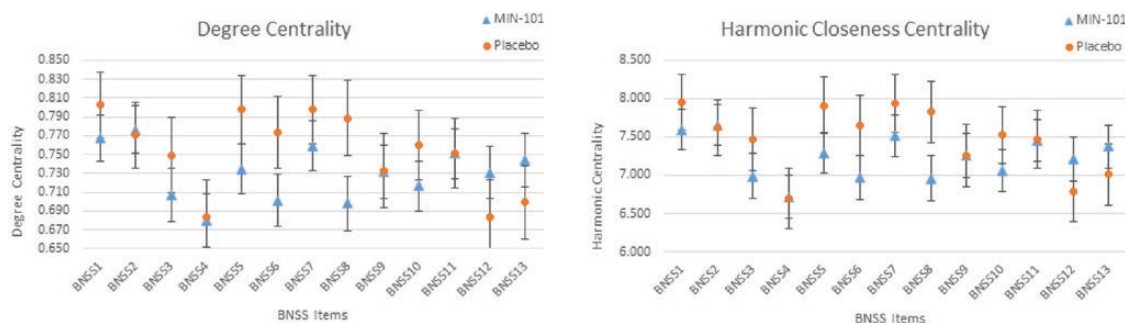 Degree Centrality
▲ MIN-101
● Placebo
Degree Centrality
0.850
0.830
0.810
0.790
0.770
0.750
0.730
0.710
0.690
0.670
0.650
BNSS1
BNSS2
BNSS3
BNSS4
BNSS5
BNSS6
BNSS7
BNSS8
BNSS9
BNSS10
BNSS11
BNSS12
BNSS13
BNSS Items
Harmonic Closeness Centrality
▲ MIN-101
● Placebo
Harmonic Centrality
8.500
8.000
7.500
7.000
6.500
6.000
BNSS1
BNSS2
BNSS3
BNSS4
BNSS5
BNSS6
BNSS7
BNSS8
BNSS9
BNSS10
BNSS11
BNSS12
BNSS13
BNSS Items